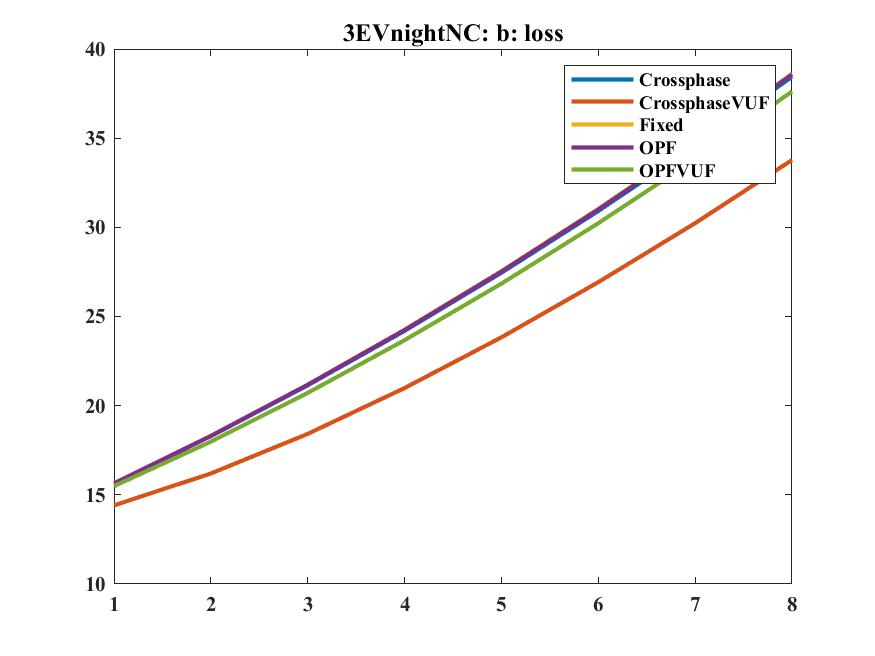 3EVnightNC: b: loss
40
35
30
25
20
15
10
Crossphase
CrossphaseVUF
Fixed
OPF
OPFVUF
1 2 3 4 5 6 7 8